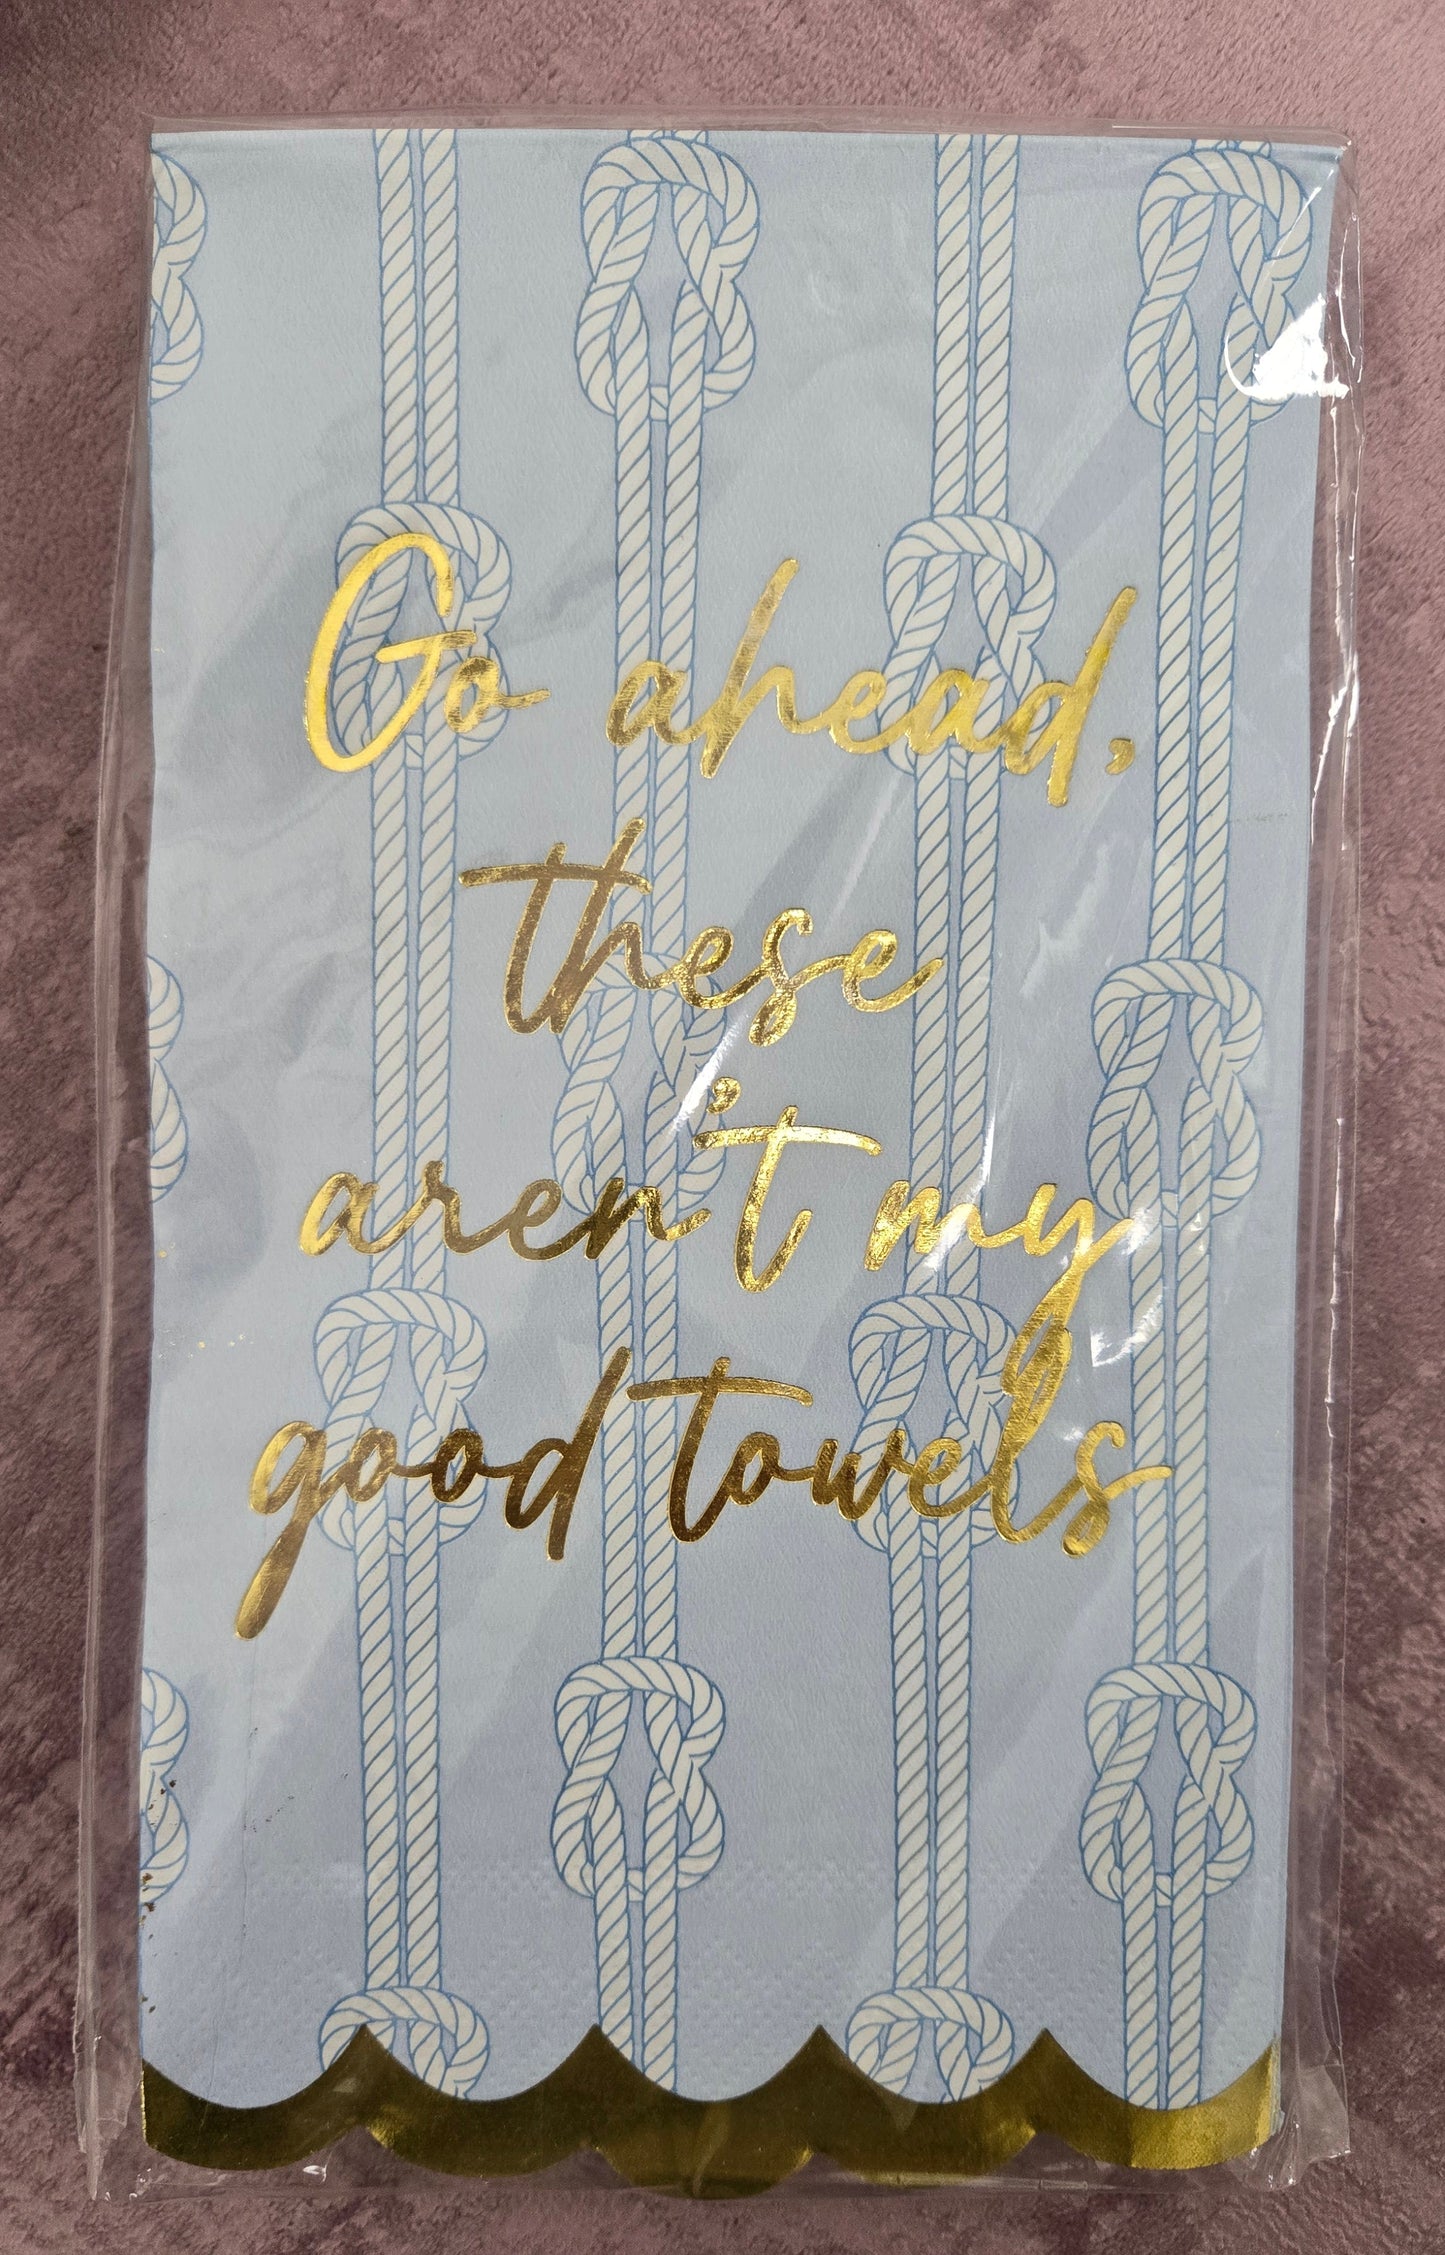 Go ahead,
these
aren't my
good towels